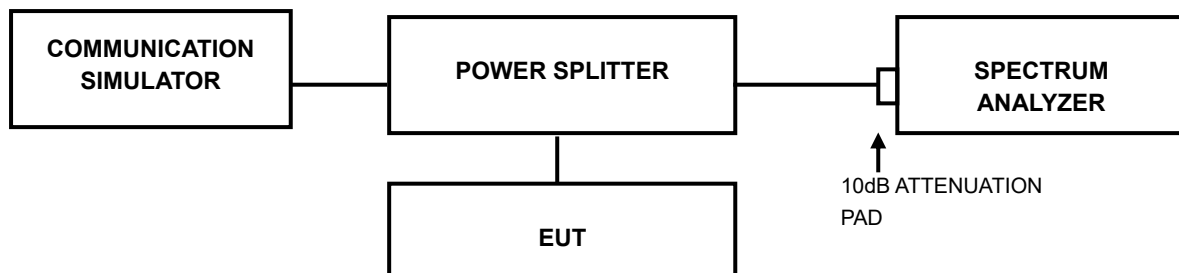 COMMUNICATION
SIMULATOR
POWER SPLITTER
SPECTRUM
ANALYZER
10dB ATTENUATION
PAD
EUT